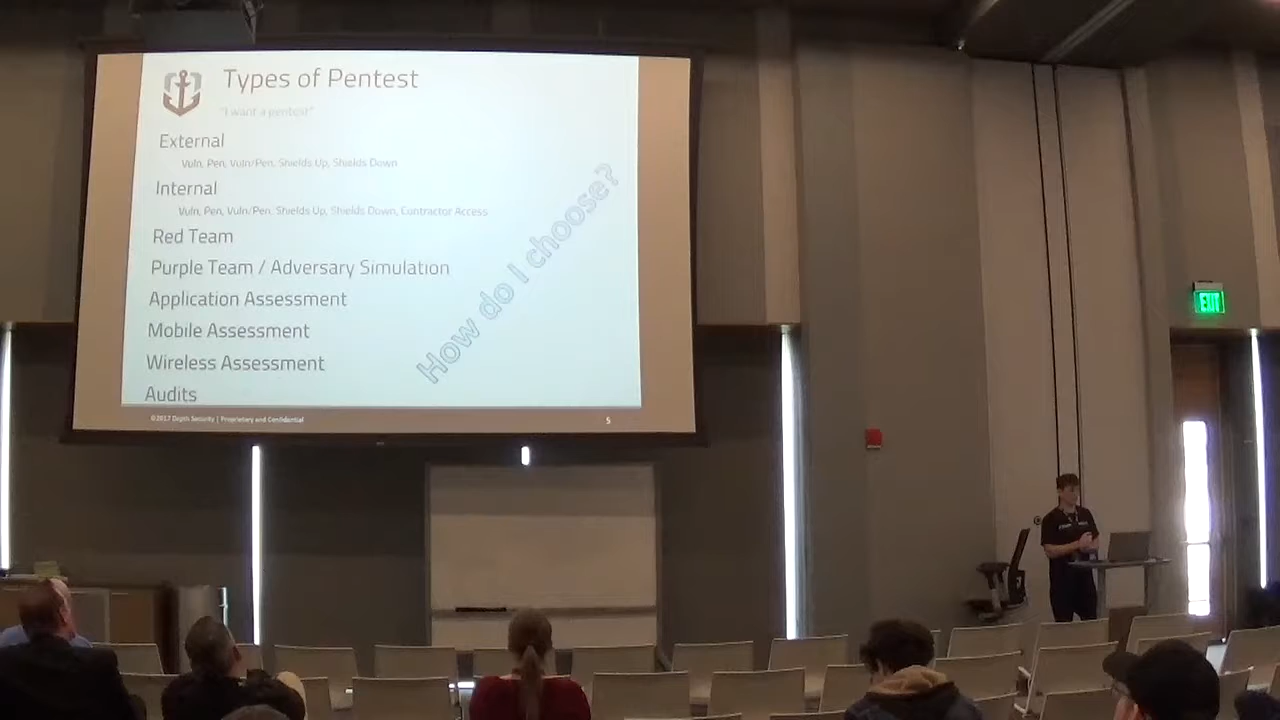 Types of Pentest
"I want a pentest"
External
Vuln, Pen, Vuln/Pen, Shields Up, Shields Down
Internal
Vuln, Pen, Vuln/Pen, Shields Up, Shields Down, Contractor Access
Red Team
Purple Team / Adversary Simulation
Application Assessment
Mobile Assessment
Wireless Assessment
Audits
How do I choose?
©2017 Depth Security | Proprietary and Confidential
5
EXIT